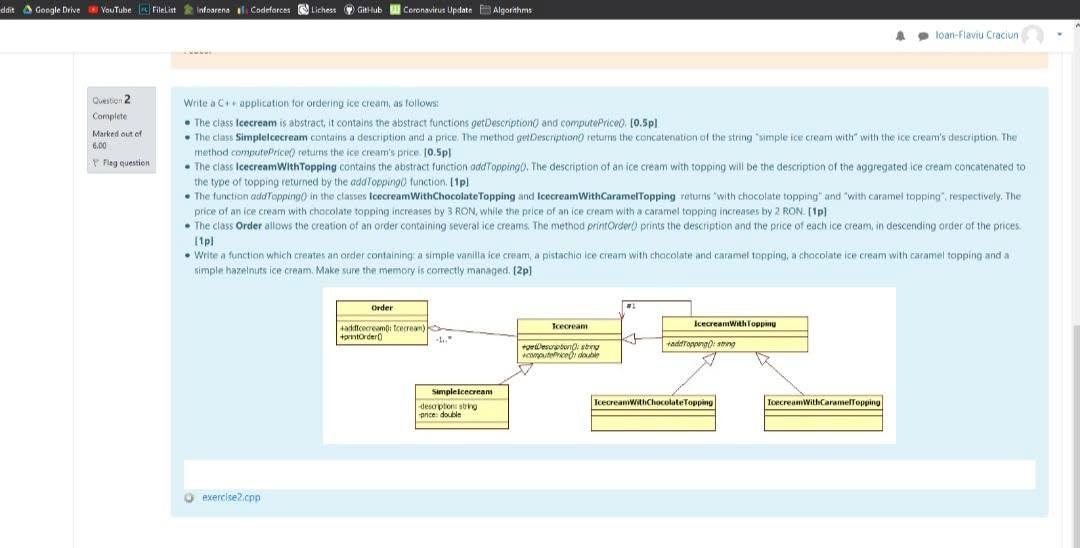 ddit Google Drive YouTube FileList Infoarena Codeforces Lichess GitHub Coronavirus Update Algorithms
Ioan-Flaviu Craciun
Question 2
Complete
Marked out of
6.00
Flag question
Write a C++ application for ordering ice cream, as follows:
• The class Icecream is abstract, it contains the abstract functions getDescription() and computePrice(). [0.5p]
• The class SimpleIcecream contains a description and a price. The method getDescription() returns the concatenation of the string "simple ice cream with" with the ice cream's description. The
method computePrice() returns the ice cream's price. [0.5p]
• The class IcecreamWithTopping contains the abstract function addTopping(). The description of an ice cream with topping will be the description of the aggregated ice cream concatenated to
the type of topping returned by the addTopping() function. [1p]
• The function addTopping() in the classes IcecreamWithChocolateTopping and IcecreamWithCaramelTopping returns "with chocolate topping" and "with caramel topping", respectively. The
price of an ice cream with chocolate topping increases by 3 RON, while the price of an ice cream with a caramel topping increases by 2 RON. [1p]
• The class Order allows the creation of an order containing several ice creams. The method printOrder() prints the description and the price of each ice cream, in descending order of the prices.
[1p]
• Write a function which creates an order containing: a simple vanilla ice cream, a pistachio ice cream with chocolate and caramel topping, a chocolate ice cream with caramel topping and a
simple hazelnuts ice cream. Make sure the memory is correctly managed. [2p]
Order
+addIcecream(i: Icecream)
+printOrder()
-1..*
Icecream
+getDescription(): string
+computePrice(): double
#1
IcecreamWithTopping
+addTopping(): string
SimpleIcecream
-description: string
-price: double
IcecreamWithChocolateTopping
IcecreamWithCaramelTopping
exercise2.cpp